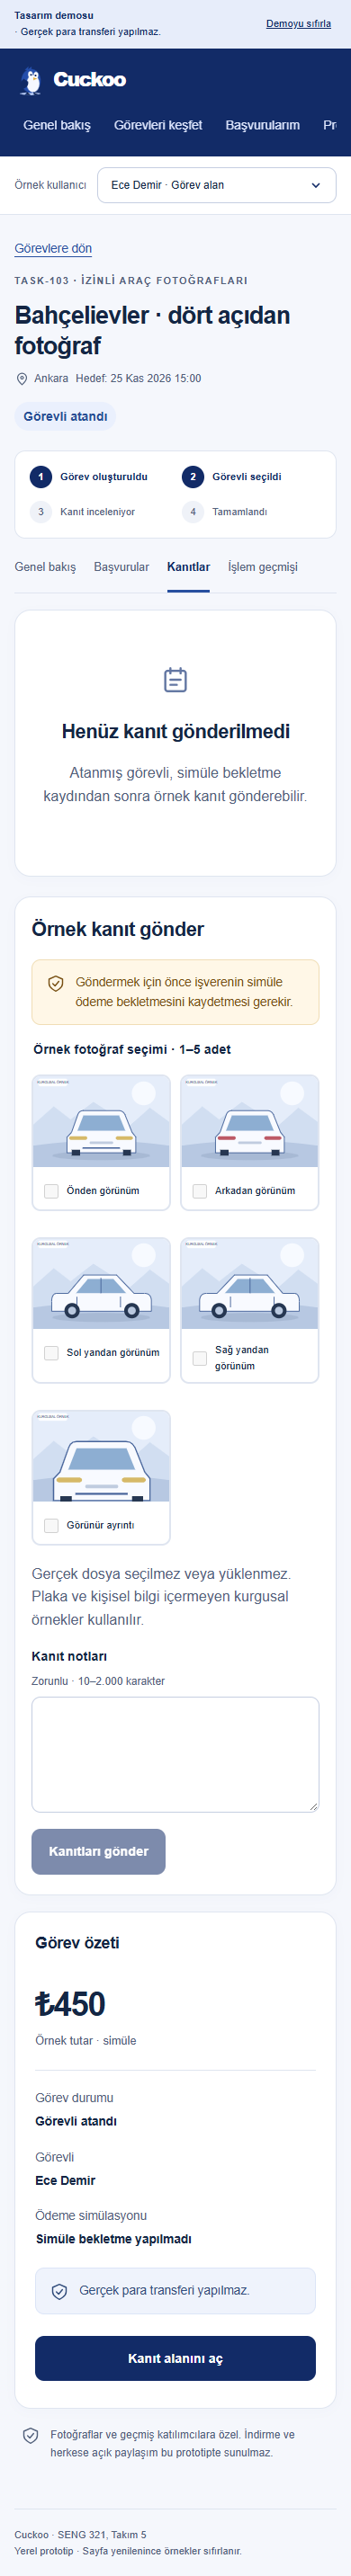 Tasarım demosu
· Gerçek para transferi yapılmaz.
Demoyu sıfırla
Cuckoo
Genel bakış Görevleri keşfet Başvurularım Pr
Örnek kullanıcı
Ece Demir · Görev alan
Görevlere dön
TASK-103 · İZİNLİ ARAÇ FOTOĞRAFLARI
Bahçelievler · dört açıdan
fotoğraf
Ankara Hedef: 25 Kas 2026 15:00
Görevli atandı
1 Görev oluşturuldu
2 Görevli seçildi
3 Kanıt inceleniyor
4 Tamamlandı
Genel bakış Başvurular Kanıtlar İşlem geçmişi
Henüz kanıt gönderilmedi
Atanmış görevli, simüle bekletme
kaydından sonra örnek kanıt gönderebilir.
Örnek kanıt gönder
Göndermek için önce işverenin simüle
ödeme bekletmesini kaydetmesi gerekir.
Örnek fotoğraf seçimi · 1–5 adet
Önden görünüm
Arkadan görünüm
Sol yandan görünüm
Sağ yandan
görünüm
Görünür ayrıntı
Gerçek dosya seçilmez veya yüklenmez.
Plaka ve kişisel bilgi içermeyen kurgusal
örnekler kullanılır.
Kanıt notları
Zorunlu · 10–2.000 karakter
Kanıtları gönder
Görev özeti
₺450
Örnek tutar · simüle
Görev durumu
Görevli atandı
Görevli
Ece Demir
Ödeme simülasyonu
Simüle bekletme yapılmadı
Gerçek para transferi yapılmaz.
Kanıt alanını aç
Fotoğraflar ve geçmiş katılımcılara özel. İndirme ve
herkese açık paylaşım bu prototipte sunulmaz.
Cuckoo · SENG 321, Takım 5
Yerel prototip · Sayfa yenilenince örnekler sıfırlanır.